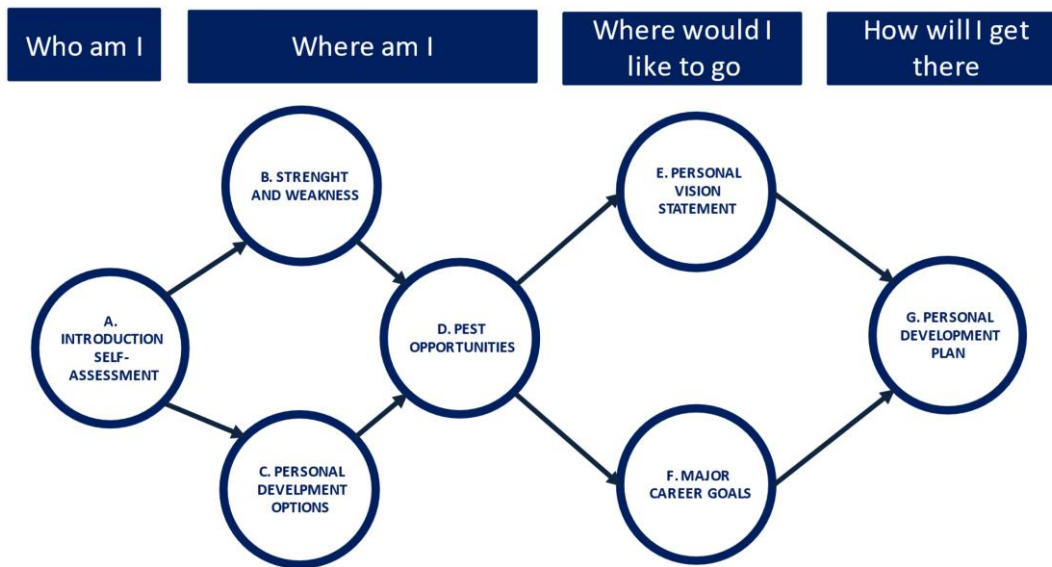 Who am I
Where am I
Where would I
like to go
How will I get
there
B. STRENGHT
AND WEAKNESS
E. PERSONAL
VISION
STATEMENT
A.
INTRODUCTION
SELF-
ASSESSMENT
D. PEST
OPPORTUNITIES
G. PERSONAL
DEVELOPMENT
PLAN
C. PERSONAL
DEVELPMENT
OPTIONS
F. MAJOR
CAREER GOALS